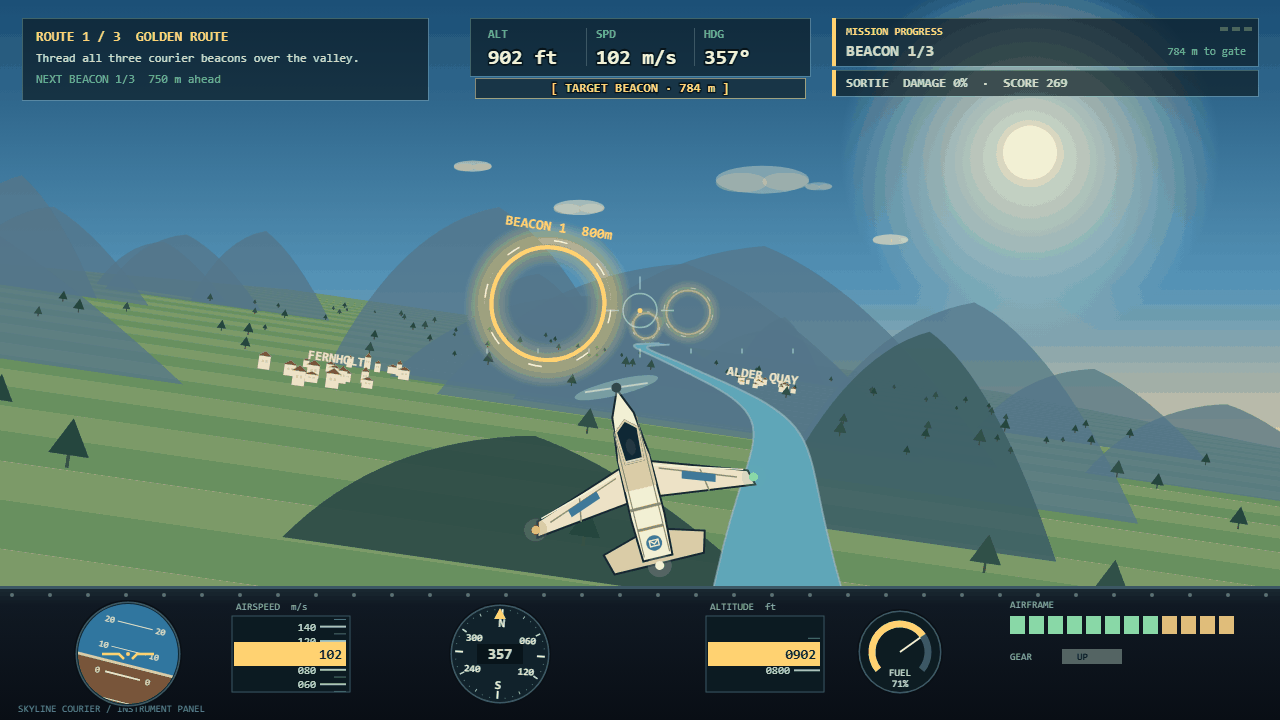 ROUTE 1 / 3  GOLDEN ROUTE
Thread all three courier beacons over the valley.
NEXT BEACON 1/3  750 m ahead
ALT
902 ft
SPD
102 m/s
HDG
357°
[ TARGET BEACON · 784 m ]
MISSION PROGRESS
BEACON 1/3
784 m to gate
SORTIE  DAMAGE 0%  ·  SCORE 269
BEACON 1  800m
FERNHOLT
ALDER QUAY
20
20
10
10
0
0
AIRSPEED  m/s
140
120
102
080
060
N
300
060
357
240
120
S
ALTITUDE  ft
0902
0800
FUEL
71%
AIRFRAME
GEAR
UP
SKYLINE COURIER / INSTRUMENT PANEL